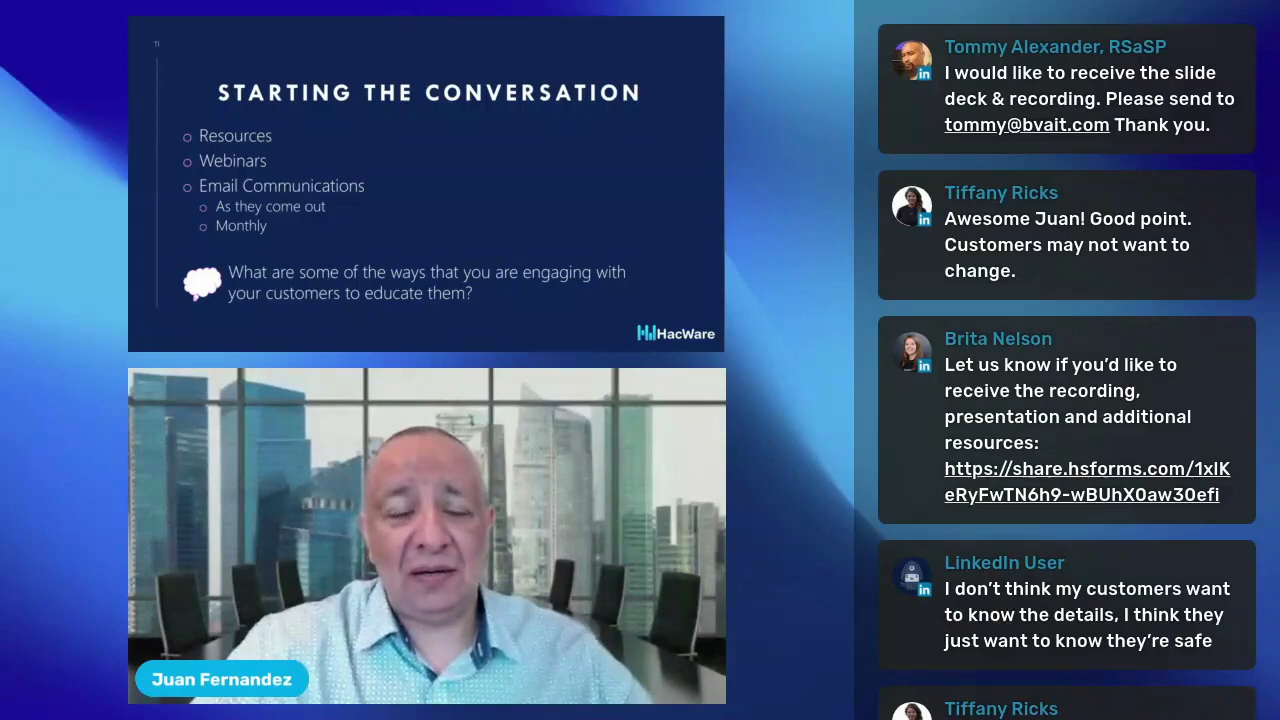 11
STARTING THE CONVERSATION
Resources
Webinars
Email Communications
As they come out
Monthly
What are some of the ways that you are engaging with
your customers to educate them?
HacWare
Juan Fernandez
Tommy Alexander, RSaSP
I would like to receive the slide
deck & recording. Please send to
tommy@bvait.com Thank you.
Tiffany Ricks
Awesome Juan! Good point.
Customers may not want to
change.
Brita Nelson
Let us know if you’d like to
receive the recording,
presentation and additional
resources:
https://share.hsforms.com/1xIK
eRyFwTN6h9-wBUhX0aw30efi
LinkedIn User
I don’t think my customers want
to know the details, I think they
just want to know they’re safe
Tiffany Ricks